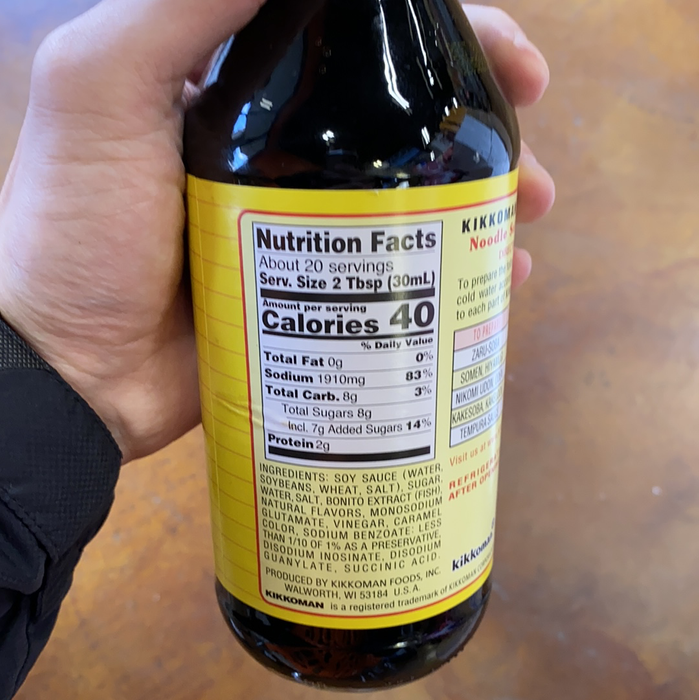 Nutrition Facts
About 20 servings
Serv. Size 2 Tbsp (30mL)
Amount per serving
Calories 40
% Daily Value
Total Fat 0g 0%
Sodium 1910mg 83%
Total Carb. 8g 3%
Total Sugars 8g
Incl. 7g Added Sugars 14%
Protein 2g
INGREDIENTS: SOY SAUCE (WATER,
SOYBEANS, WHEAT, SALT), SUGAR,
WATER, SALT, BONITO EXTRACT (FISH),
NATURAL FLAVORS, MONOSODIUM
GLUTAMATE, VINEGAR, CARAMEL
COLOR, SODIUM BENZOATE: LESS
THAN 1/10 OF 1% AS A PRESERVATIVE,
DISODIUM INOSINATE, DISODIUM
GUANYLATE, SUCCINIC ACID.
PRODUCED BY KIKKOMAN FOODS, INC.
WALWORTH, WI 53184 U.S.A.
KIKKOMAN is a registered trademark of KIKKOMAN
KIKKOMAN
Noodle
To prepare
cold water
to each part
TO
ZARU-
SOMEN,
NIKOMI UDON,
KAKESOBA,
TEMPURA
Visit us at
REFRIGERA
AFTER OPE
kikkoman